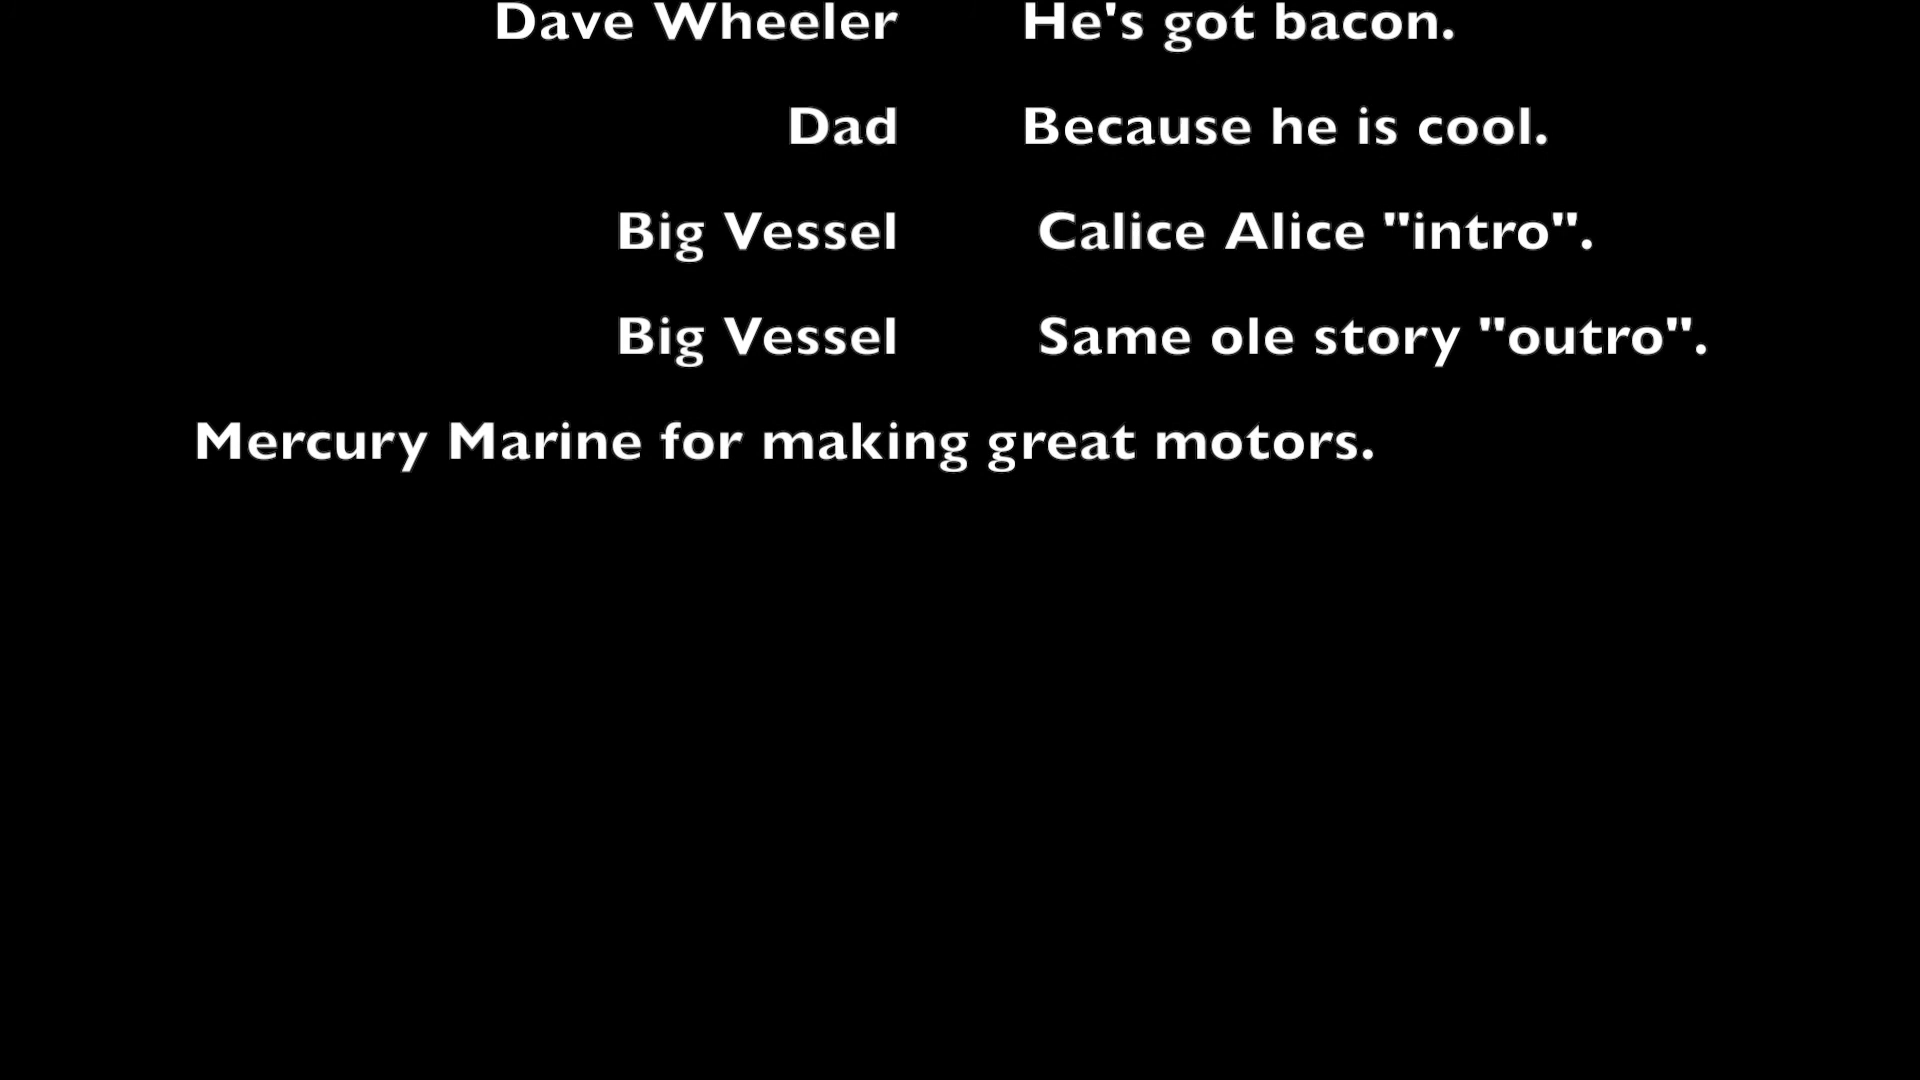 Dave Wheeler He's got bacon.
Dad Because he is cool.
Big Vessel Calice Alice "intro".
Big Vessel Same ole story "outro".
Mercury Marine for making great motors.